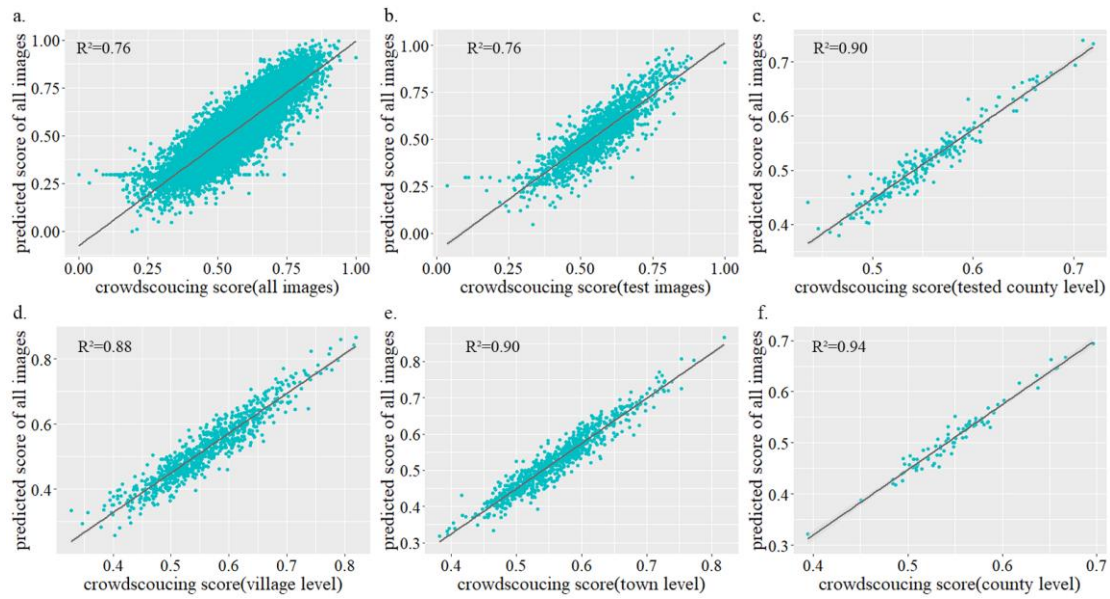 a.
R²=0.76
predicted score of all images
1.00
0.75
0.50
0.25
0.00
0.00 0.25 0.50 0.75 1.00
crowdscoucing score(all images)
b.
R²=0.76
predicted score of all images
1.00
0.75
0.50
0.25
0.00
0.00 0.25 0.50 0.75 1.00
crowdscoucing score(test images)
c.
R²=0.90
predicted score of all images
0.7
0.6
0.5
0.4
0.5 0.6 0.7
crowdscoucing score(tested county level)
d.
R²=0.88
predicted score of all images
0.8
0.6
0.4
0.4 0.5 0.6 0.7 0.8
crowdscoucing score(village level)
e.
R²=0.90
predicted score of all images
0.8
0.7
0.6
0.5
0.4
0.3
0.4 0.5 0.6 0.7 0.8
crowdscoucing score(town level)
f.
R²=0.94
predicted score of all images
0.7
0.6
0.5
0.4
0.3
0.4 0.5 0.6 0.7
crowdscoucing score(county level)